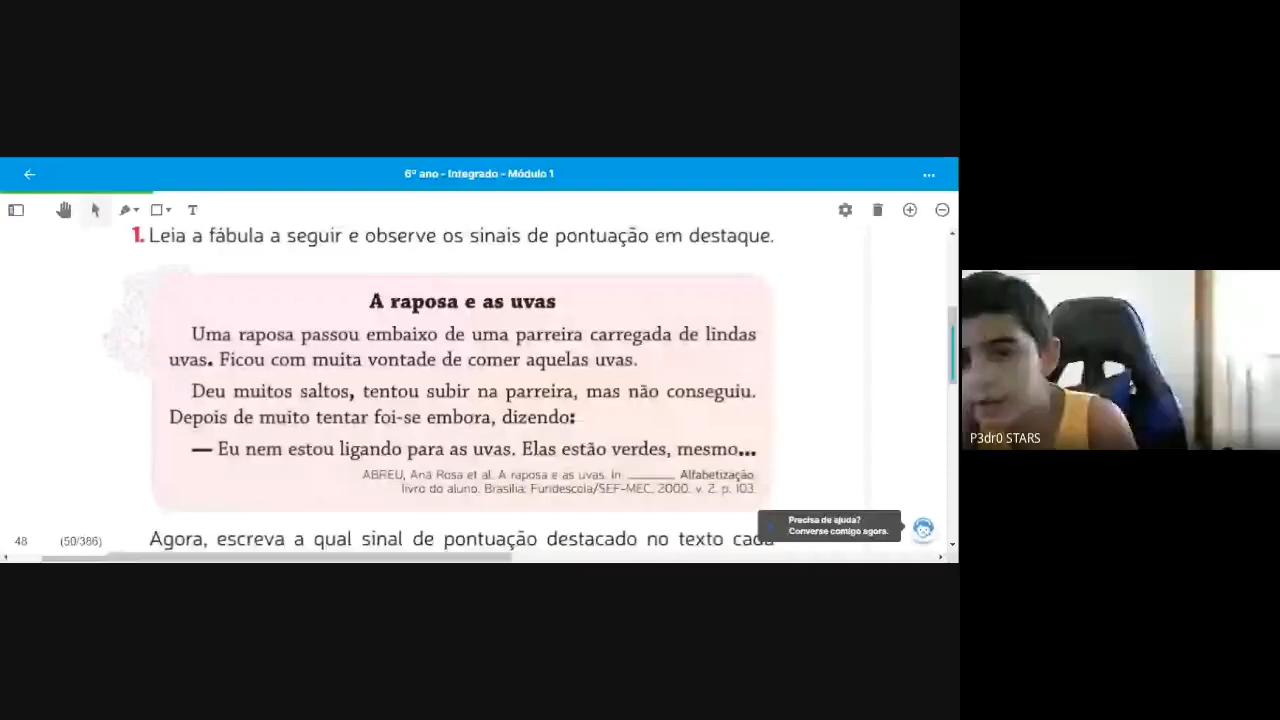 6º ano - Integrado - Módulo 1
T
1. Leia a fábula a seguir e observe os sinais de pontuação em destaque.
A raposa e as uvas
Uma raposa passou embaixo de uma parreira carregada de lindas
uvas. Ficou com muita vontade de comer aquelas uvas.
Deu muitos saltos, tentou subir na parreira, mas não conseguiu.
Depois de muito tentar foi-se embora, dizendo:
— Eu nem estou ligando para as uvas. Elas estão verdes, mesmo...
ABREU, Ana Rosa et al. A raposa e as uvas. In ______ Alfabetização
livro do aluno. Brasília: Fundescola/SEF-MEC, 2000. v. 2. p. 103.
Precisa de ajuda?
Converse comigo agora.
48 (50/386)
Agora, escreva a qual sinal de pontuação destacado no texto cada
P3dr0 STARS